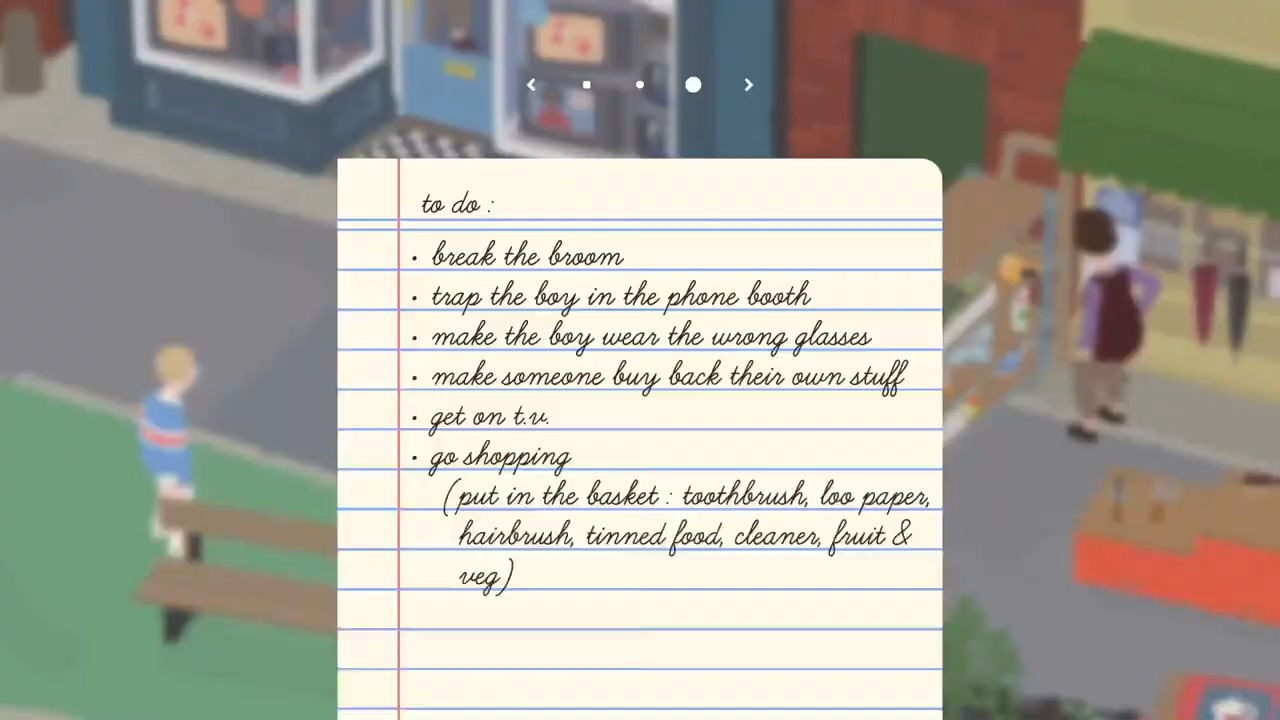 to do :
• break the broom
• trap the boy in the phone booth
• make the boy wear the wrong glasses
• make someone buy back their own stuff
• get on t.v.
• go shopping
(put in the basket : toothbrush, loo paper,
hairbrush, tinned food, cleaner, fruit &
veg)